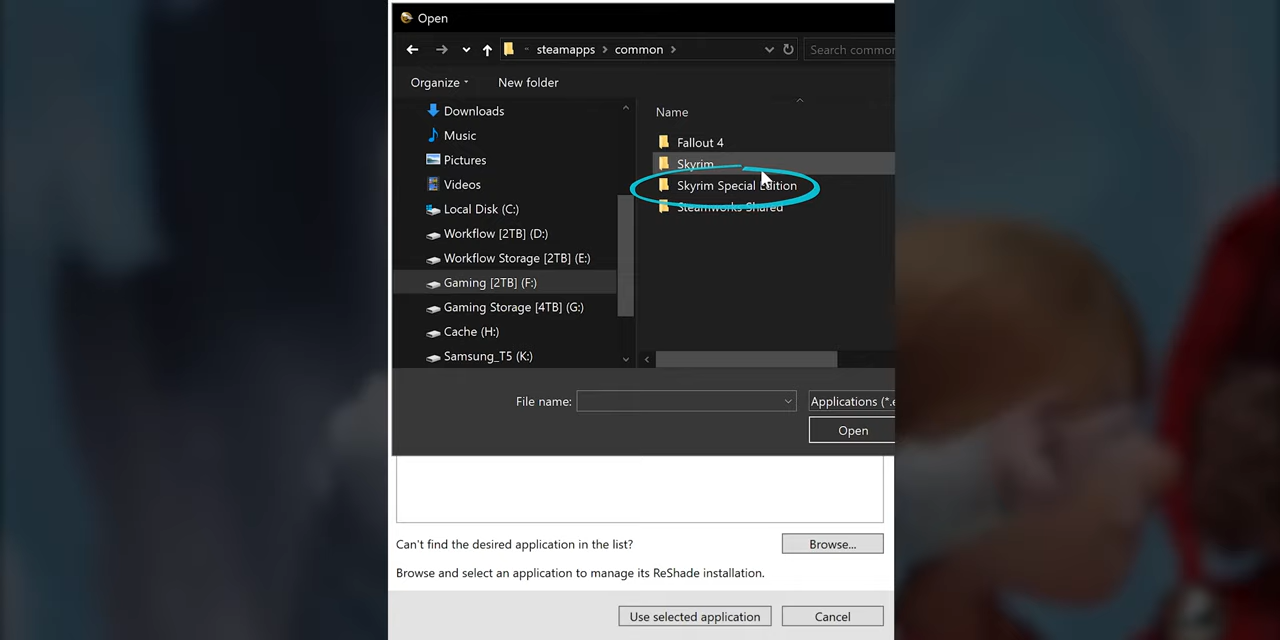 Open
steamapps > common >
Search commo
Organize
New folder
Downloads
Music
Pictures
Videos
Local Disk (C:)
Workflow [2TB] (D:)
Workflow Storage [2TB] (E:)
Gaming [2TB] (F:)
Gaming Storage [4TB] (G:)
Cache (H:)
Samsung_T5 (K:)
Name
Fallout 4
Skyrim
Skyrim Special Edition
Steamworks Shared
File name:
Applications (*.e
Open
Can't find the desired application in the list?
Browse...
Browse and select an application to manage its ReShade installation.
Use selected application
Cancel